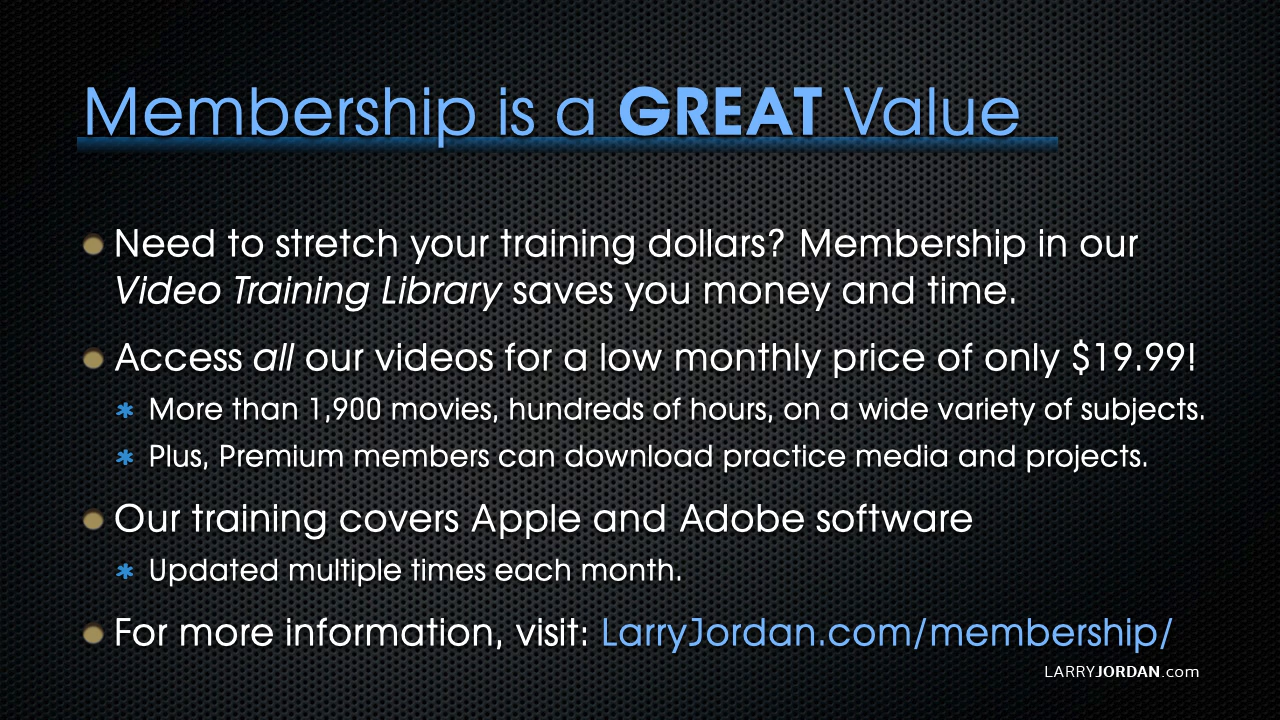 Membership is a GREAT Value
Need to stretch your training dollars? Membership in our
Video Training Library saves you money and time.
Access all our videos for a low monthly price of only $19.99!
More than 1,900 movies, hundreds of hours, on a wide variety of subjects.
Plus, Premium members can download practice media and projects.
Our training covers Apple and Adobe software
Updated multiple times each month.
For more information, visit: LarryJordan.com/membership/
LARRYJORDAN.com